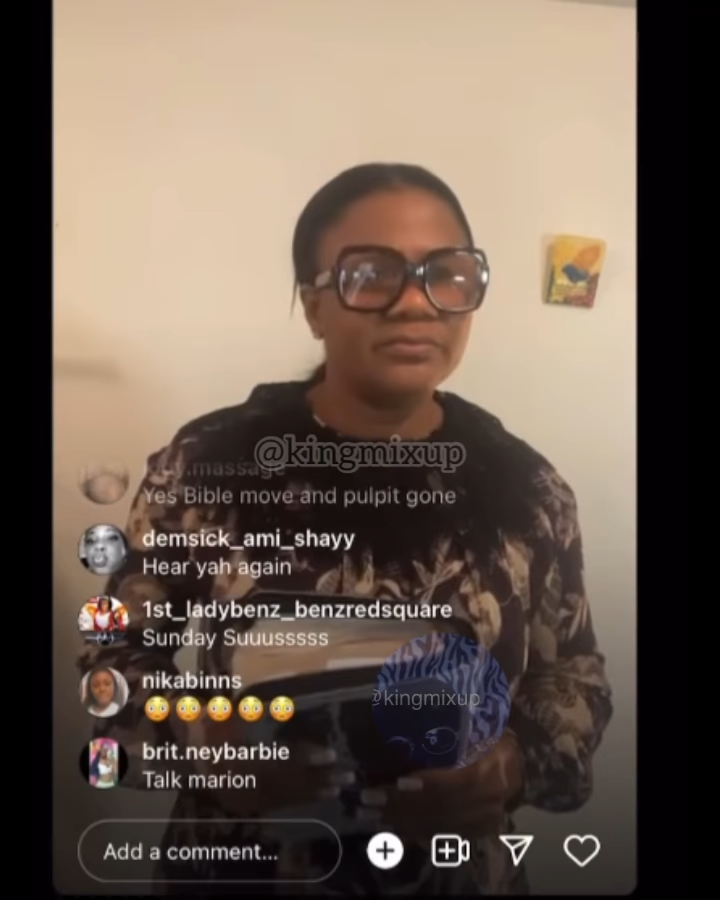 @kingmixup
Yes Bible move and pulpit gone
demsick_ami_shayy
Hear yah again
1st_ladybenz_benzredsquare
Sunday Suuusssss
@kingmixup
nikabinns
😳😳😳😳😳
brit.neybarbie
Talk marion
Add a comment...